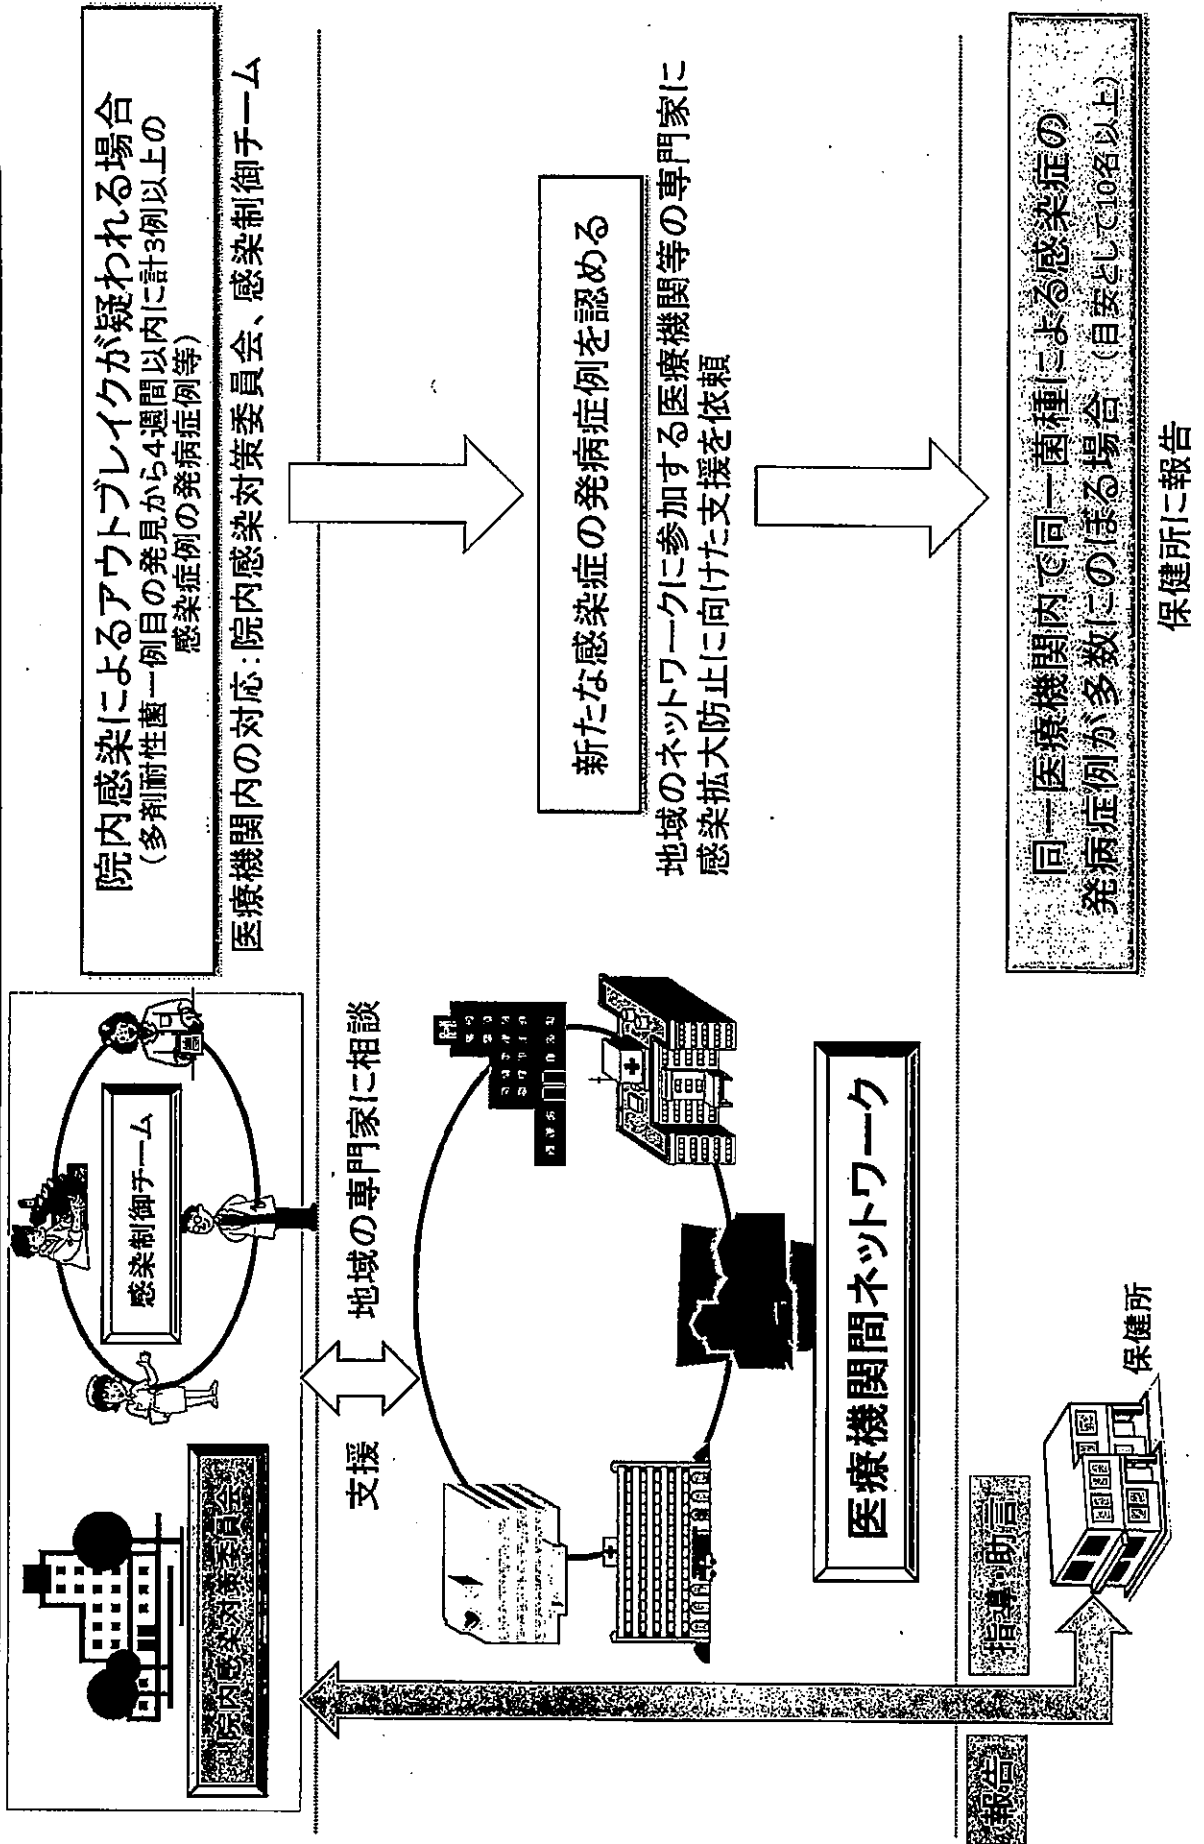 院内感染によるアウトブレイクが疑われる場合
（多剤耐性菌一例目の発見から4週間以内に計3例以上の
感染症例の発病症例等）
医療機関内の対応：院内感染対策委員会、感染制御チーム
感染制御チーム
院内感染対策委員会
支援
地域の専門家に相談
新たな感染症の発病症例を認める
地域のネットワークに参加する医療機関等の専門家に
感染拡大防止に向けた支援を依頼
医療機関間ネットワーク
同一医療機関内で同一菌種による感染症の
発病症例が多数にのぼる場合（目安として10名以上）
保健所に報告
報告
指導・助言
保健所